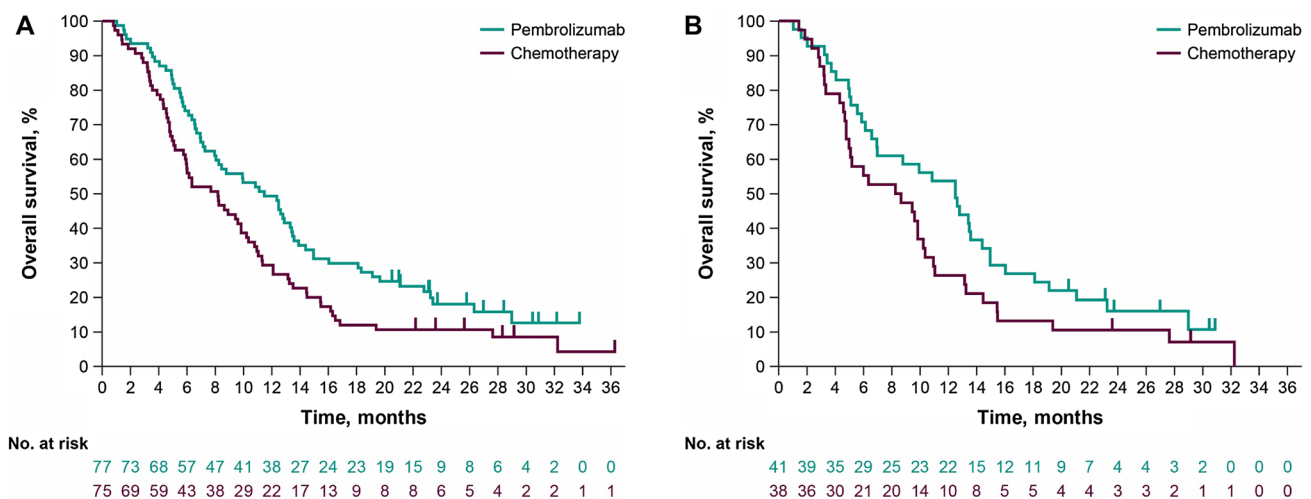 A
Pembrolizumab
Chemotherapy
Overall survival, %
100
90
80
70
60
50
40
30
20
10
0
0 2 4 6 8 10 12 14 16 18 20 22 24 26 28 30 32 34 36
Time, months
No. at risk
77 73 68 57 47 41 38 27 24 23 19 15 9 8 6 4 2 0 0
75 69 59 43 38 29 22 17 13 9 8 8 6 5 4 2 2 1 1
B
Pembrolizumab
Chemotherapy
Overall survival, %
100
90
80
70
60
50
40
30
20
10
0
0 2 4 6 8 10 12 14 16 18 20 22 24 26 28 30 32 34 36
Time, months
No. at risk
41 39 35 29 25 23 22 15 12 11 9 7 4 4 3 2 0 0 0
38 36 30 21 20 14 10 8 5 5 4 4 3 3 2 1 1 0 0